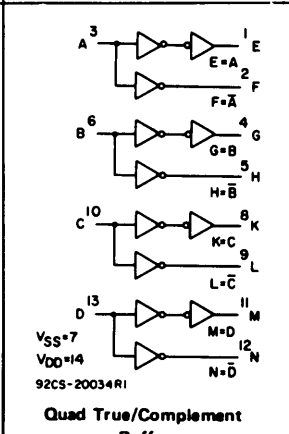 A 3
1 E
E=A
2 F
F=A̅
B 6
4 G
G=B
5 H
H=B̅
C 10
8 K
K=C
9 L
L=C̅
D 13
11 M
M=D
12 N
N=D̅
VSS=7
VDD=14
92CS-20034RI
Quad True/Complement